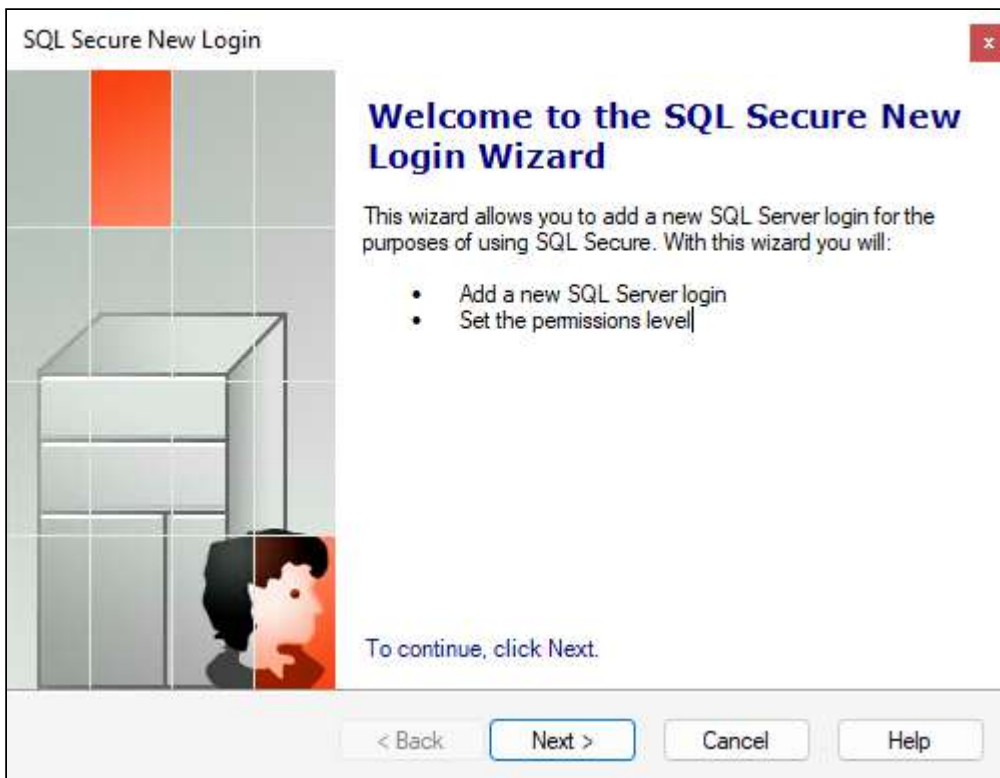 SQL Secure New Login
x
Welcome to the SQL Secure New
Login Wizard
This wizard allows you to add a new SQL Server login for the
purposes of using SQL Secure. With this wizard you will:
• Add a new SQL Server login
• Set the permissions level
To continue, click Next.
< Back Next > Cancel Help